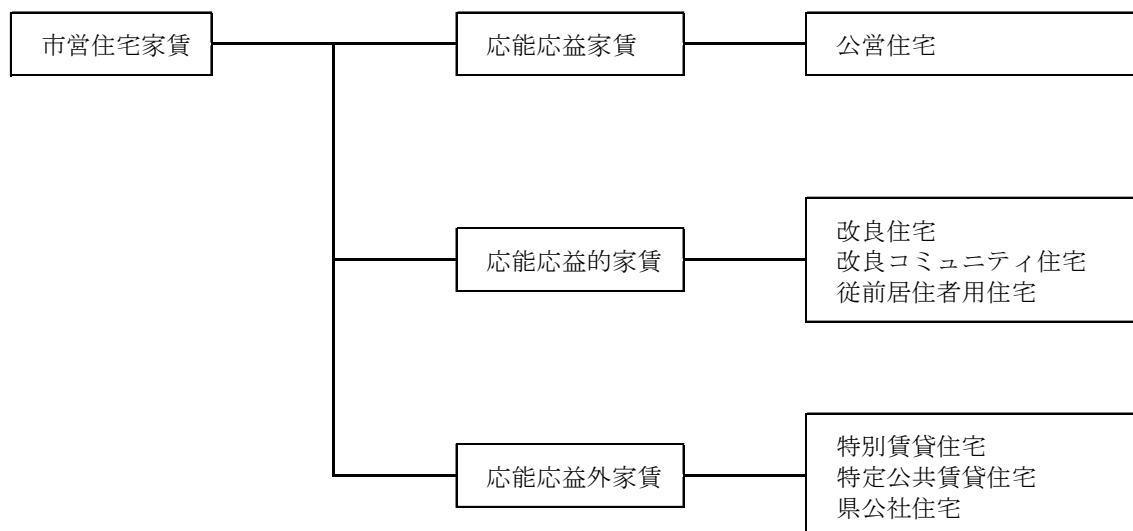 市営住宅家賃
応能応益家賃
公営住宅
応能応益的家賃
改良住宅
改良コミュニティ住宅
従前居住者用住宅
応能応益外家賃
特別賃貸住宅
特定公共賃貸住宅
県公社住宅